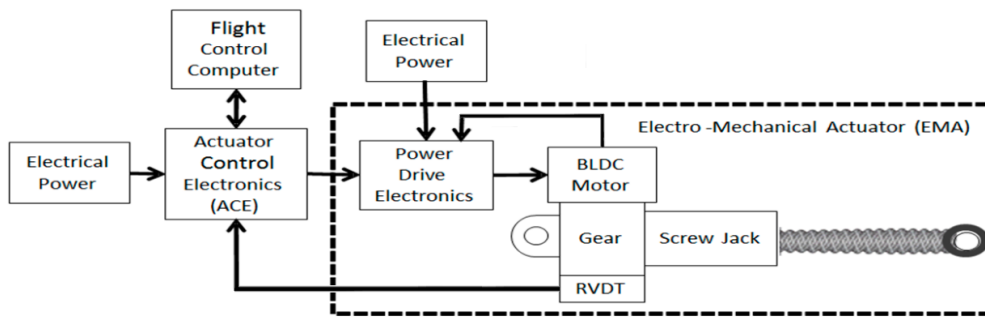 Flight
Control
Computer
Electrical
Power
Electro -Mechanical Actuator (EMA)
Electrical
Power
Actuator
Control
Electronics
(ACE)
Power
Drive
Electronics
BLDC
Motor
Gear
Screw Jack
RVDT